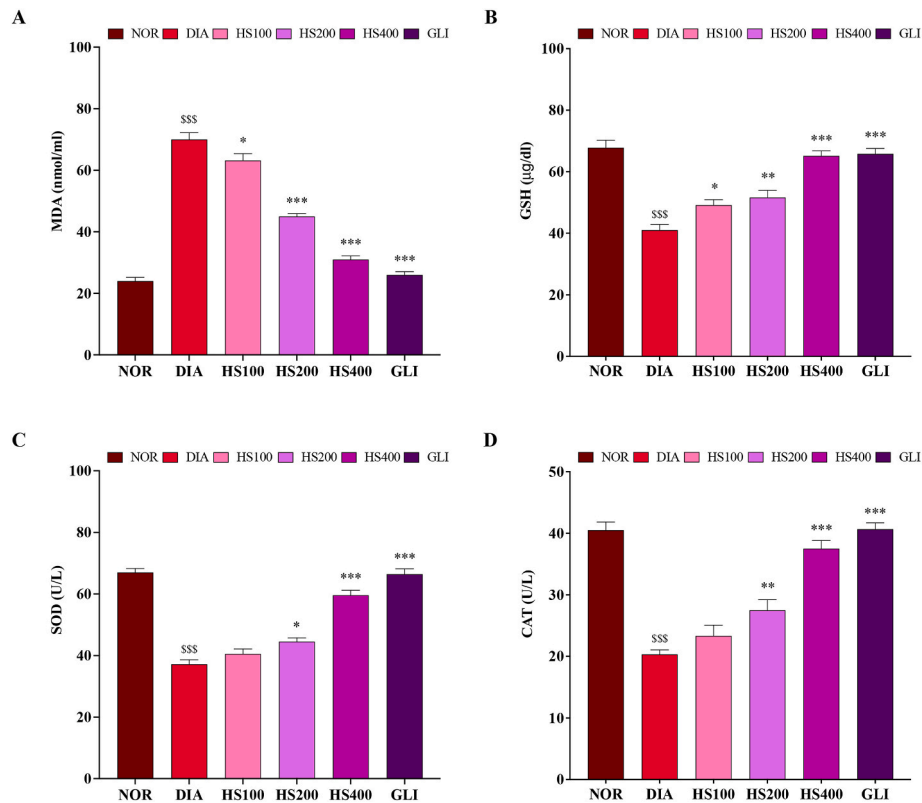 A
NOR DIA HS100 HS200 HS400 GLI
100
80
60
40
20
0
MDA (nmol/ml)
$$$
*
***
***
***
NOR DIA HS100 HS200 HS400 GLI
B
NOR DIA HS100 HS200 HS400 GLI
100
80
60
40
20
0
GSH (μg/dl)
$$$
*
**
***
***
NOR DIA HS100 HS200 HS400 GLI
C
NOR DIA HS100 HS200 HS400 GLI
100
80
60
40
20
0
SOD (U/L)
$$$
*
***
***
NOR DIA HS100 HS200 HS400 GLI
D
NOR DIA HS100 HS200 HS400 GLI
50
40
30
20
10
0
CAT (U/L)
$$$
**
***
***
NOR DIA HS100 HS200 HS400 GLI